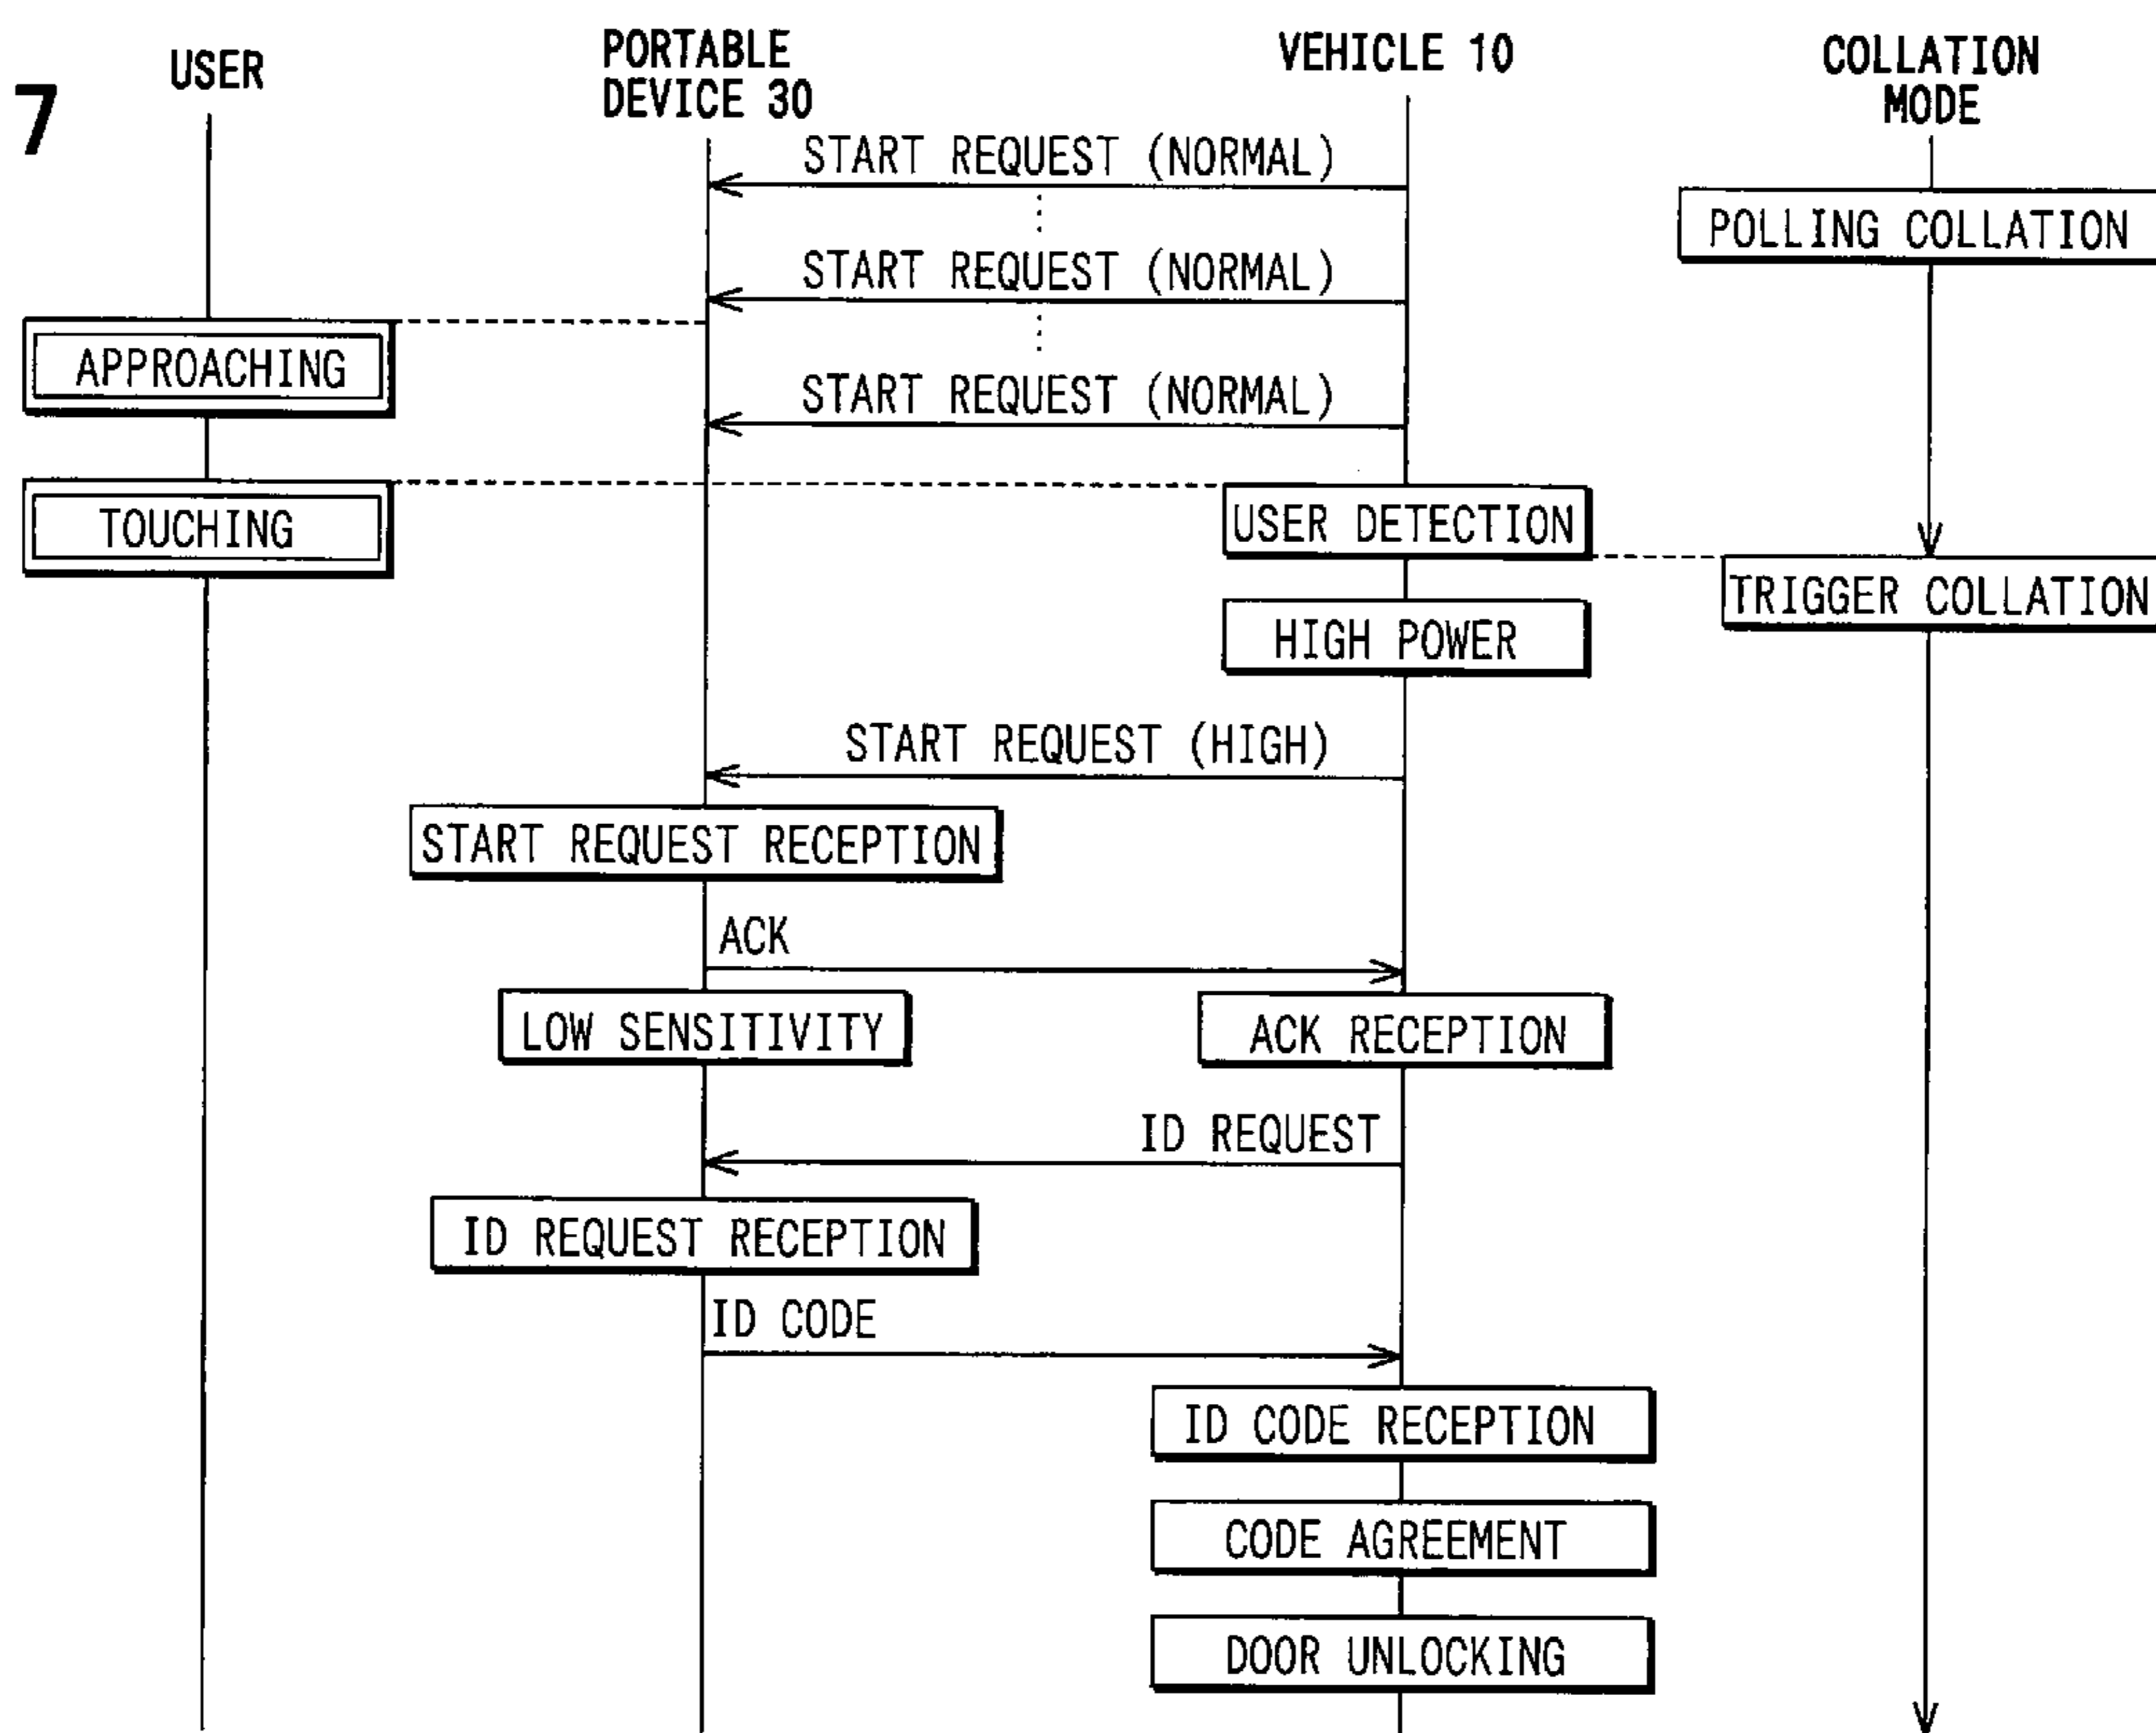 7
USER
PORTABLE
DEVICE 30
VEHICLE 10
COLLATION
MODE
START REQUEST (NORMAL)
POLLING COLLATION
START REQUEST (NORMAL)
APPROACHING
START REQUEST (NORMAL)
TOUCHING
USER DETECTION
TRIGGER COLLATION
HIGH POWER
START REQUEST (HIGH)
START REQUEST RECEPTION
ACK
LOW SENSITIVITY
ACK RECEPTION
ID REQUEST
ID REQUEST RECEPTION
ID CODE
ID CODE RECEPTION
CODE AGREEMENT
DOOR UNLOCKING